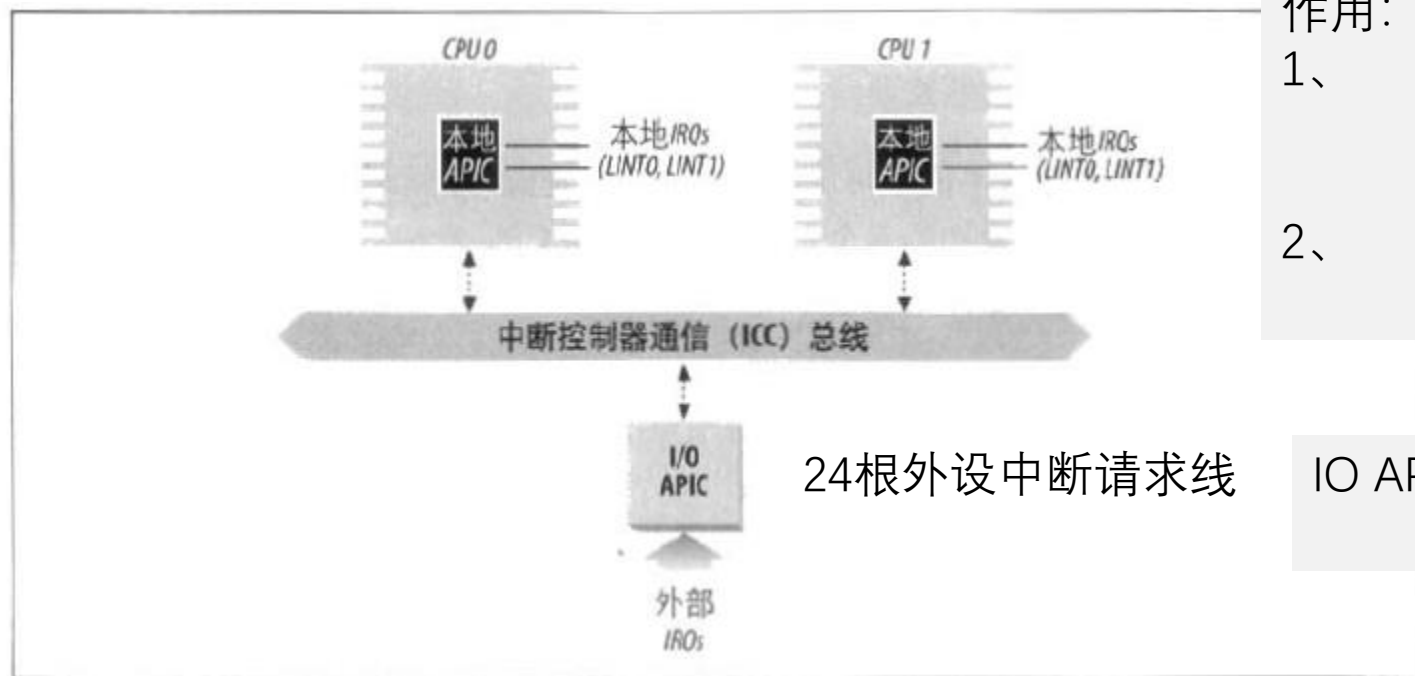 作用:
1、
2、
CPU 0
CPU 1
本地
APIC
本地IRQs
(LINT0, LINT1)
本地
APIC
本地IRQs
(LINT0, LINT1)
中断控制器通信（ICC）总线
I/O
APIC
24根外设中断请求线
IO AP
外部
IRQs